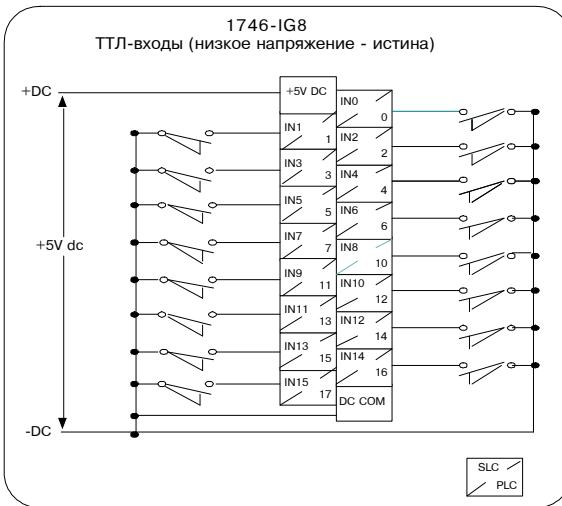 1746-IG8
ТТЛ-входы (низкое напряжение - истина)
+DC
+5V DC
IN0
0
IN1
1
IN2
2
IN3
3
IN4
4
IN5
5
IN6
6
+5V dc
IN7
7
IN8
10
IN9
11
IN10
12
IN11
13
IN12
14
IN13
15
IN14
16
IN15
17
DC COM
-DC
SLC
PLC